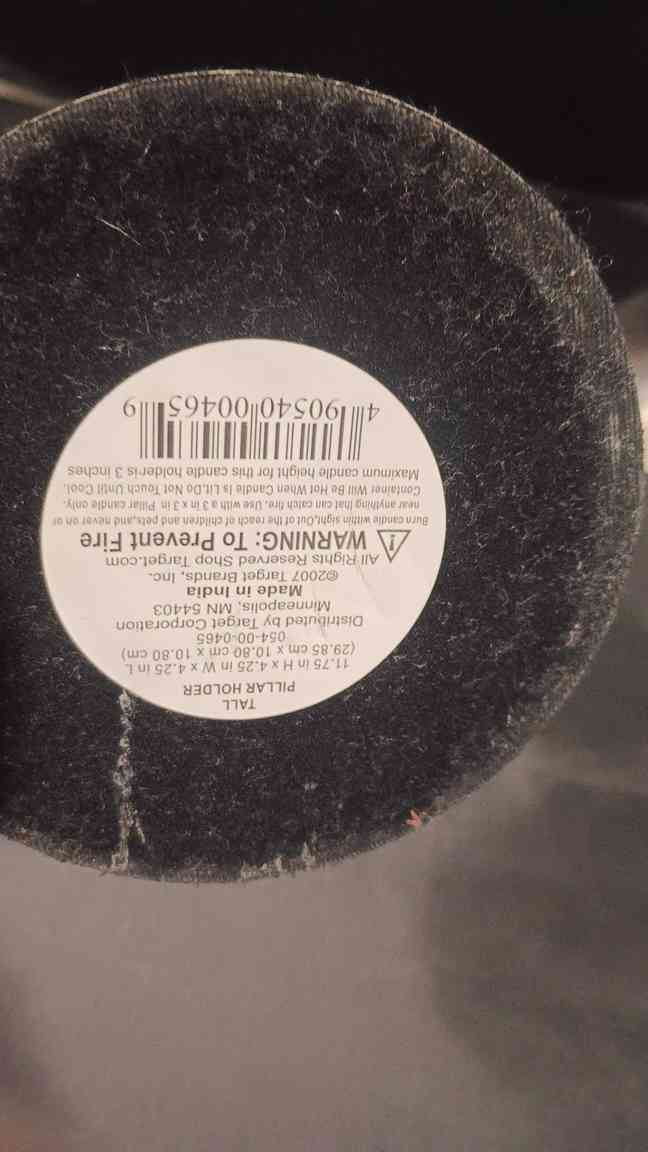 TALL
PILLAR HOLDER
11.75 in H x 4.25 in W x 4.25 in L
(29.85 cm x 10.80 cm x 10.80 cm)
054-00-0465
Distributed by Target Corporation
Minneapolis, MN 54403
Made in India
©2007 Target Brands, Inc.
All Rights Reserved Shop Target.com
WARNING: To Prevent Fire
Burn candle within sight,Out of the reach of children and pets,and never on or
near anything that can catch fire. Use with a 3 in x 3 in Pillar candle only.
Container Will Be Hot When Candle Is Lit.Do Not Touch Until Cool.
Maximum candle height for this candle holder is 3 inches
4 90540 00465 9